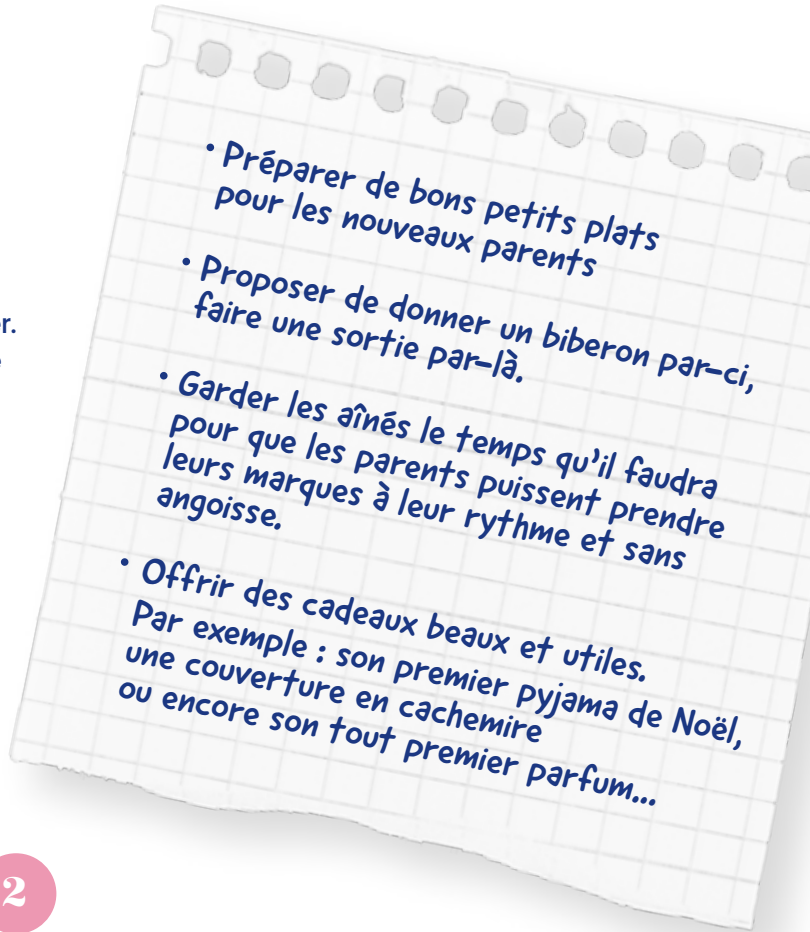 • Préparer de bons petits plats
pour les nouveaux parents
• Proposer de donner un biberon par-ci,
faire une sortie par-là.
• Garder les aînés le temps qu'il faudra
pour que les parents puissent prendre
leurs marques à leur rythme et sans
angoisse.
• Offrir des cadeaux beaux et utiles.
Par exemple : son premier pyjama de Noël,
une couverture en cachemire
ou encore son tout premier parfum...
2